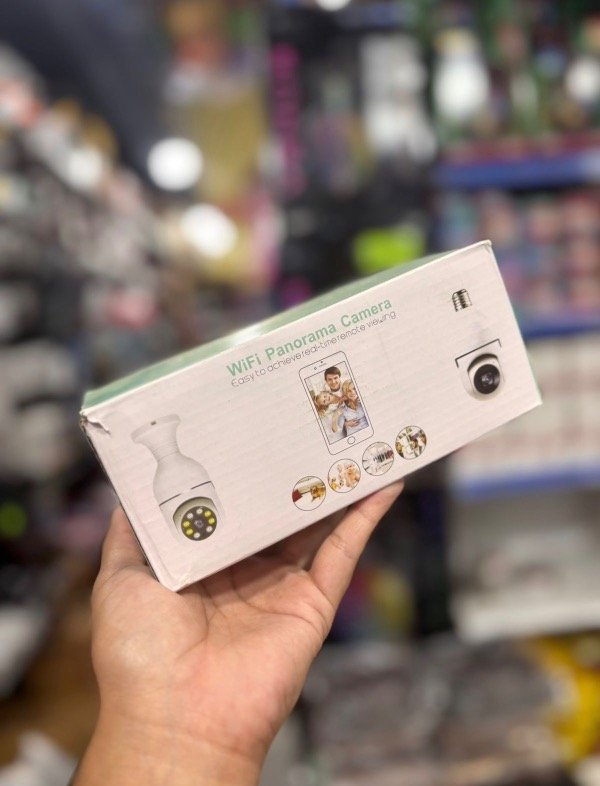 WiFi Panorama Camera
Easy to achieve real-time remote viewing